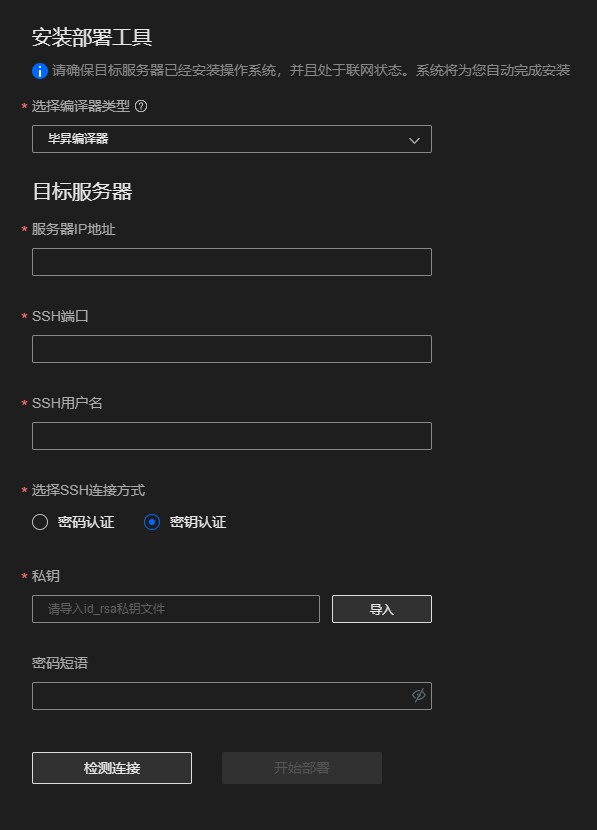 安装部署工具
请确保目标服务器已经安装操作系统，并且处于联网状态。系统将为您自动完成安装
* 选择编译器类型
毕昇编译器
目标服务器
* 服务器IP地址
* SSH端口
* SSH用户名
* 选择SSH连接方式
密码认证 密钥认证
* 私钥
请导入id_rsa私钥文件 导入
密码短语
检测连接 开始部署